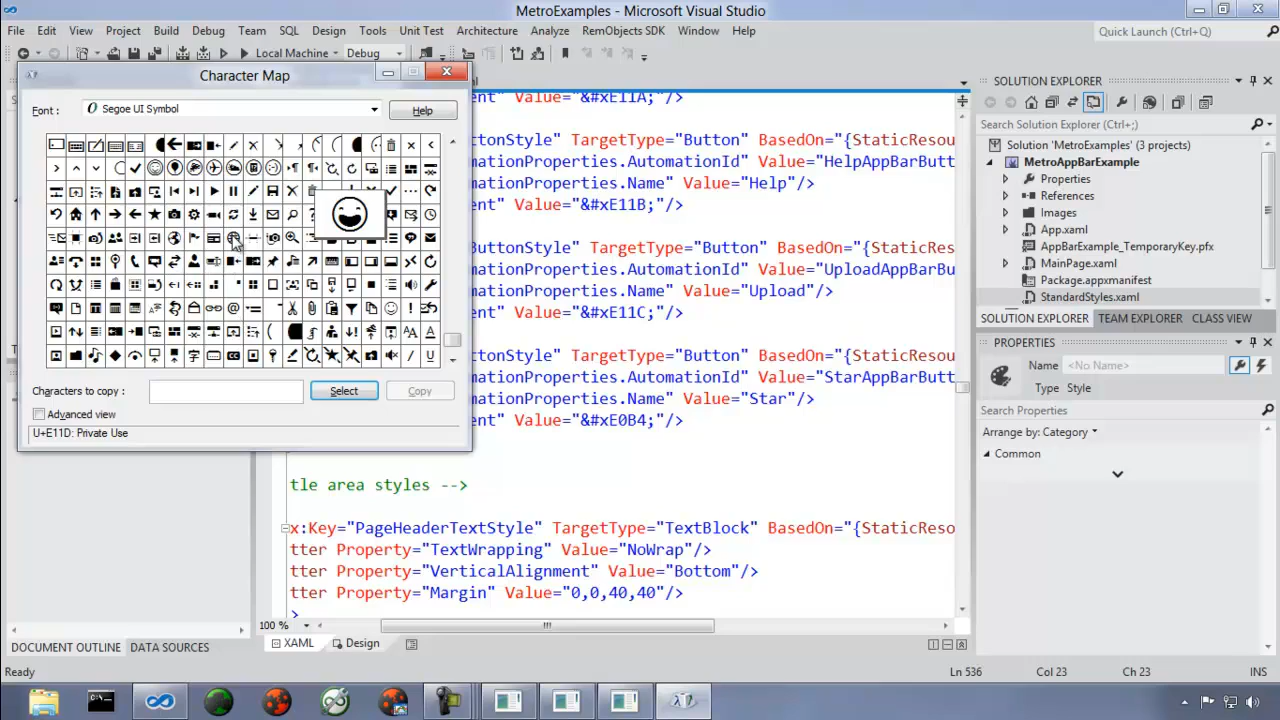 MetroExamples - Microsoft Visual Studio
File Edit View Project Build Debug Team SQL Design Tools Unit Test Architecture Analyze RemObjects SDK Window Help
Quick Launch (Ctrl+Q)
Local Machine Debug
Character Map
Font : Segoe UI Symbol Help
Characters to copy : Select Copy
Advanced view
U+E11D: Private Use
ent" Value="&#xE11A;"/>
ttonStyle" TargetType="Button" BasedOn="{StaticResou
tomationProperties.AutomationId" Value="HelpAppBarButt
tomationProperties.Name" Value="Help"/>
ent" Value="&#xE11B;"/>
uttonStyle" TargetType="Button" BasedOn="{StaticReso
tomationProperties.AutomationId" Value="UploadAppBarBu
tomationProperties.Name" Value="Upload"/>
ent" Value="&#xE11C;"/>
ttonStyle" TargetType="Button" BasedOn="{StaticResou
tomationProperties.AutomationId" Value="StarAppBarButt
tomationProperties.Name" Value="Star"/>
ent" Value="&#xE0B4;"/>
tle area styles -->
x:Key="PageHeaderTextStyle" TargetType="TextBlock" BasedOn="{StaticReso
tter Property="TextWrapping" Value="NoWrap"/>
tter Property="VerticalAlignment" Value="Bottom"/>
tter Property="Margin" Value="0,0,40,40"/>
>
100 %
XAML Design
DOCUMENT OUTLINE DATA SOURCES
SOLUTION EXPLORER
Search Solution Explorer (Ctrl+;)
Solution 'MetroExamples' (3 projects)
MetroAppBarExample
Properties
References
Images
App.xaml
AppBarExample_TemporaryKey.pfx
MainPage.xaml
Package.appxmanifest
StandardStyles.xaml
SOLUTION EXPLORER TEAM EXPLORER CLASS VIEW
PROPERTIES
Name <No Name>
Type Style
Search Properties
Arrange by: Category
Common
Ready Ln 536 Col 23 Ch 23 INS